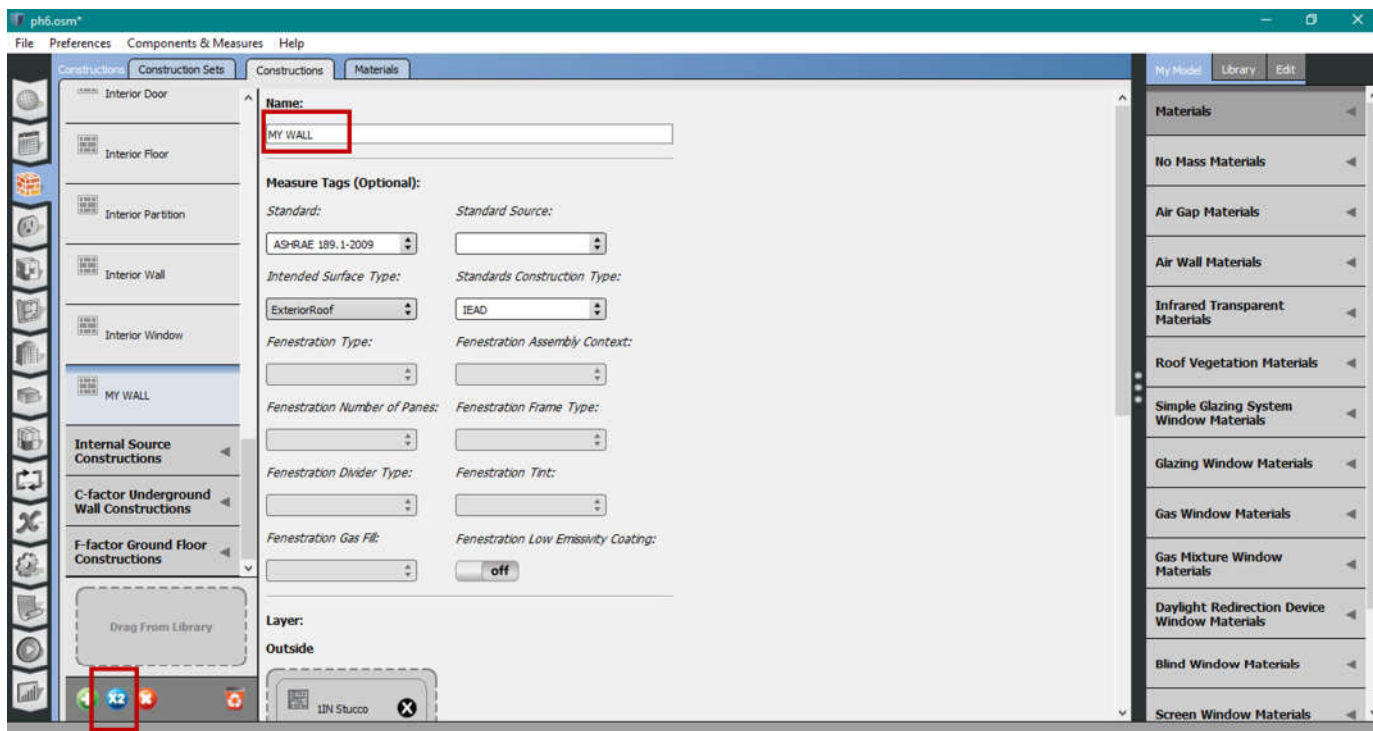 ph6.osm*
File Preferences Components & Measures Help
Constructions Construction Sets Constructions Materials
My Model Library Edit
Interior Door
Interior Floor
Interior Partition
Interior Wall
Interior Window
MY WALL
Internal Source
Constructions
C-factor Underground
Wall Constructions
F-factor Ground Floor
Constructions
Drag From Library
X2
Name:
MY WALL
Measure Tags (Optional):
Standard: Standard Source:
ASHRAE 189.1-2009
Intended Surface Type: Standards Construction Type:
ExteriorRoof IEAD
Fenestration Type: Fenestration Assembly Context:
Fenestration Number of Panes: Fenestration Frame Type:
Fenestration Divider Type: Fenestration Tint:
Fenestration Gas Fill: Fenestration Low Emissivity Coating:
off
Layer:
Outside
1IN Stucco
Materials
No Mass Materials
Air Gap Materials
Air Wall Materials
Infrared Transparent
Materials
Roof Vegetation Materials
Simple Glazing System
Window Materials
Glazing Window Materials
Gas Window Materials
Gas Mixture Window
Materials
Daylight Redirection Device
Window Materials
Blind Window Materials
Screen Window Materials